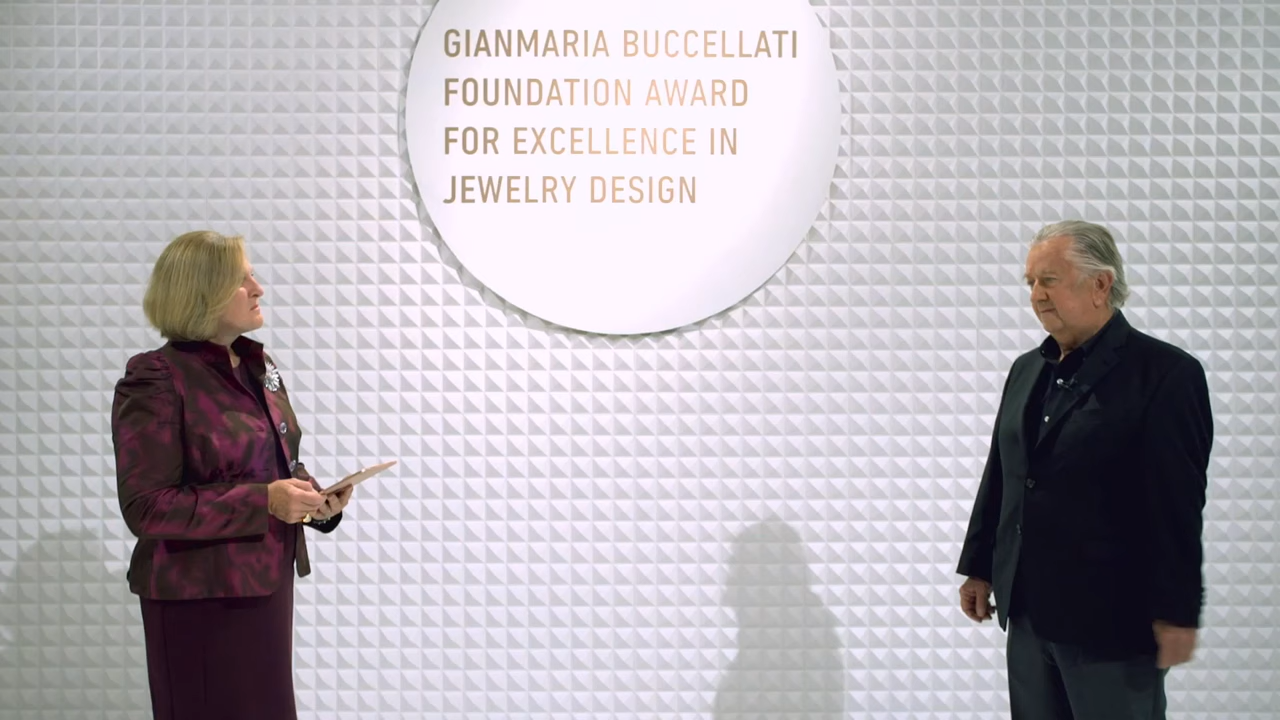 GIANMARIA BUCCELLATI
FOUNDATION AWARD
FOR EXCELLENCE IN
JEWELRY DESIGN